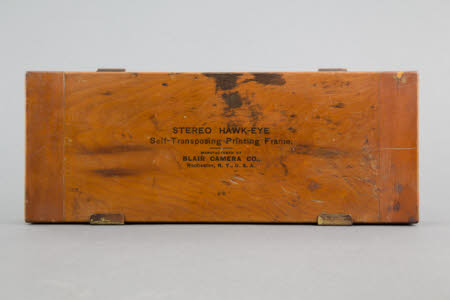 STEREO HAWK-EYE
Self-Transposing Printing Frame.
MANUFACTURED BY
BLAIR CAMERA CO.,
Rochester, N. Y., U. S. A.